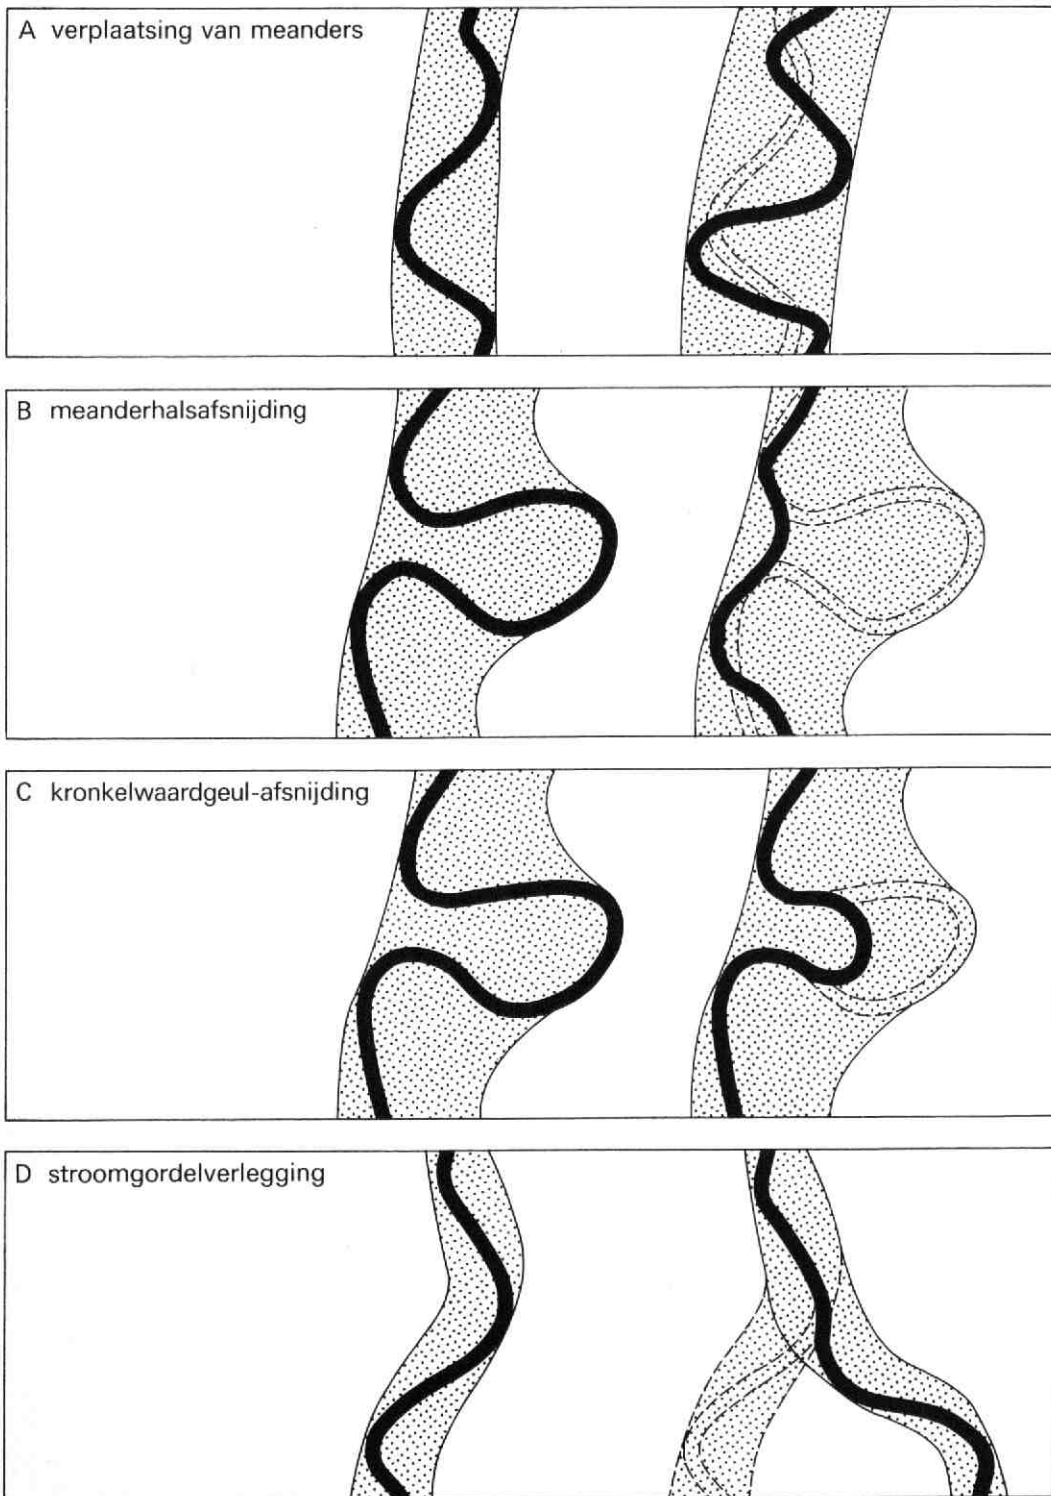 A verplaatsing van meanders
B meanderhalsafsnijding
C kronkelwaardgeul-afsnijding
D stroomgordelverlegging